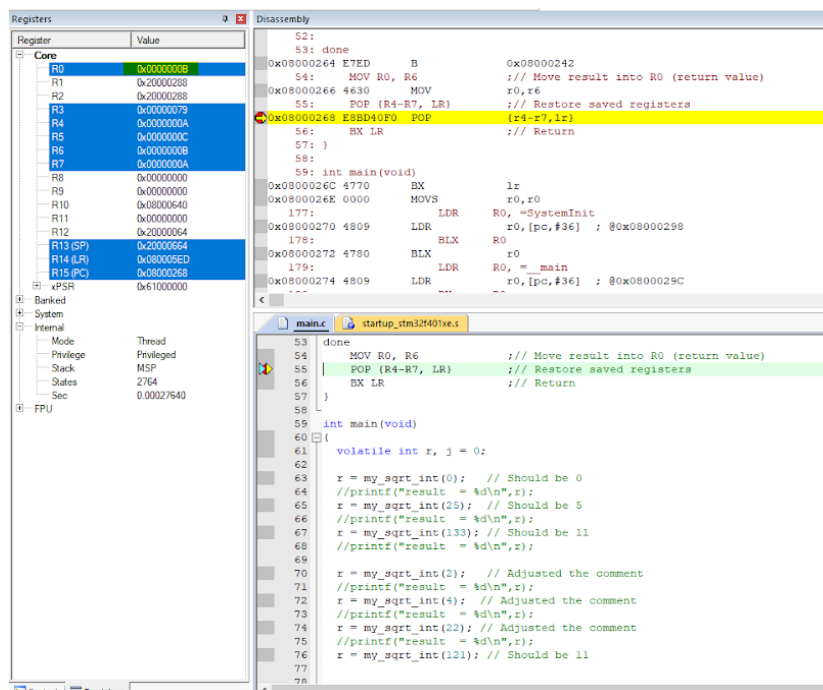 Registers
Register Value
Core
R0 0x0000000B
R1 0x20000288
R2 0x20000288
R3 0x00000079
R4 0x0000000A
R5 0x0000000C
R6 0x0000000B
R7 0x0000000A
R8 0x00000000
R9 0x00000000
R10 0x08000640
R11 0x00000000
R12 0x20000064
R13 (SP) 0x20000664
R14 (LR) 0x080005ED
R15 (PC) 0x08000268
xPSR 0x61000000
Banked
System
Internal
Mode Thread
Privilege Privileged
Stack MSP
States 2764
Sec 0.00027640
FPU
Disassembly
52:
53: done
0x08000264 E7ED B 0x08000242
54: MOV R0, R6 ;// Move result into R0 (return value)
0x08000266 4630 MOV r0,r6
55: POP {R4-R7, LR} ;// Restore saved registers
0x08000268 E8BD40F0 POP {r4-r7,lr}
56: BX LR ;// Return
57: }
58:
59: int main(void)
0x0800026C 4770 BX lr
0x0800026E 0000 MOVS r0,r0
177: LDR R0, =SystemInit
0x08000270 4809 LDR r0,[pc,#36] ; @0x08000298
178: BLX R0
0x08000272 4780 BLX r0
179: LDR R0, =__main
0x08000274 4809 LDR r0,[pc,#36] ; @0x0800029C
main.c startup_stm32f401xe.s
53 done
54 MOV R0, R6 ;// Move result into R0 (return value)
55 POP {R4-R7, LR} ;// Restore saved registers
56 BX LR ;// Return
57 }
58
59 int main(void)
60 {
61 volatile int r, j = 0;
62
63 r = my_sqrt_int(0); // Should be 0
64 //printf("result = %d\n",r);
65 r = my_sqrt_int(25); // Should be 5
66 //printf("result = %d\n",r);
67 r = my_sqrt_int(133); // Should be 11
68 //printf("result = %d\n",r);
69
70 r = my_sqrt_int(2); // Adjusted the comment
71 //printf("result = %d\n",r);
72 r = my_sqrt_int(4); // Adjusted the comment
73 //printf("result = %d\n",r);
74 r = my_sqrt_int(22); // Adjusted the comment
75 //printf("result = %d\n",r);
76 r = my_sqrt_int(121); // Should be 11
77
78